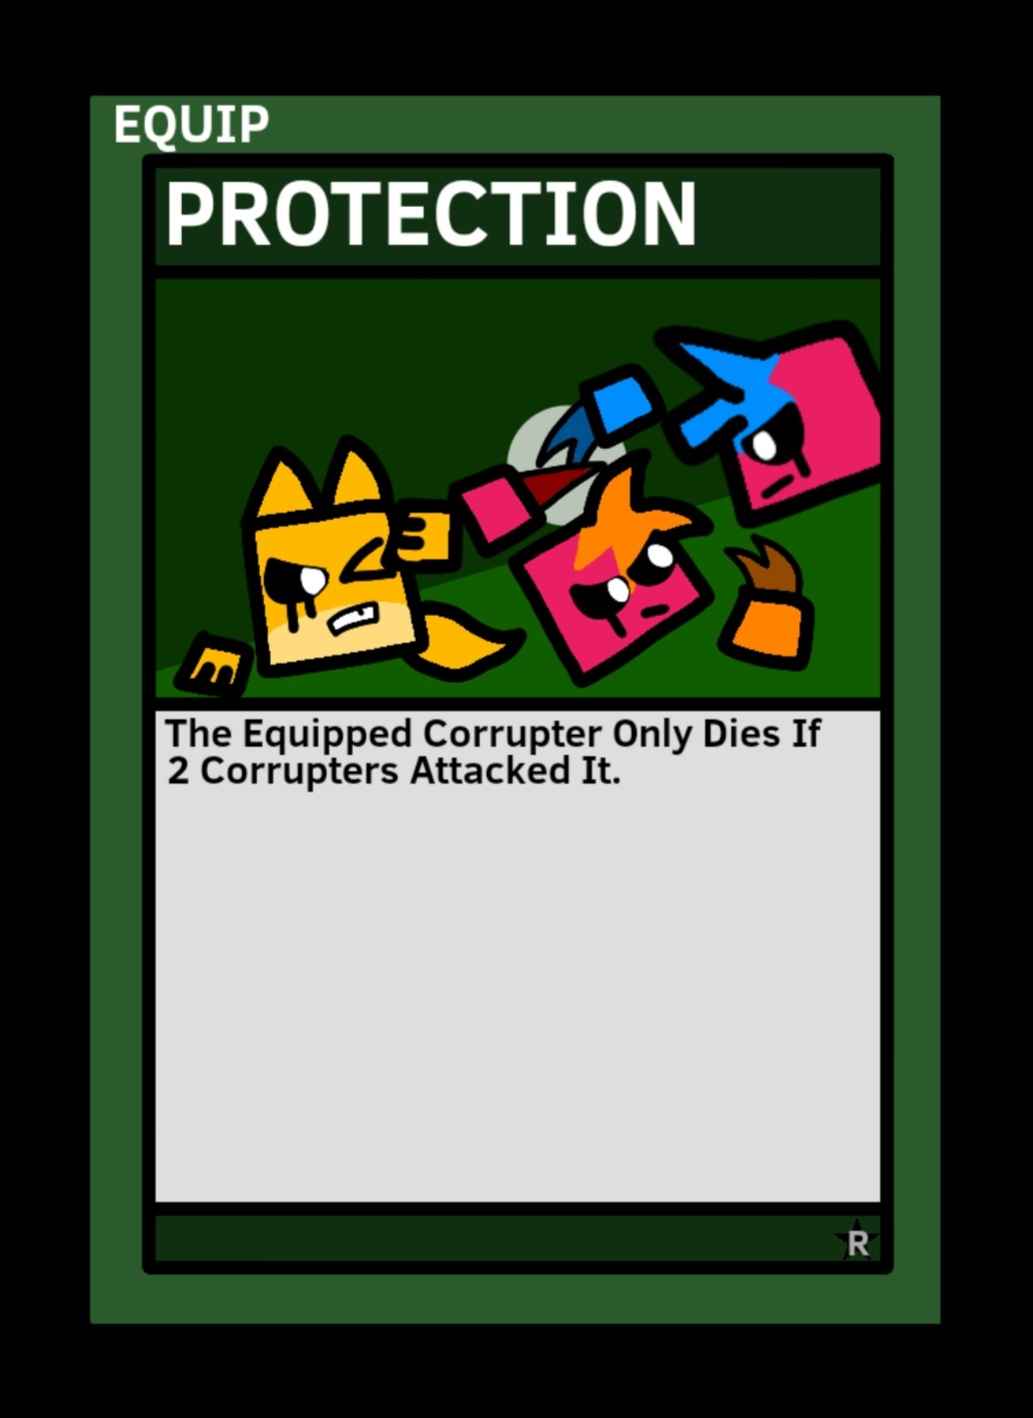 EQUIP
PROTECTION
The Equipped Corrupter Only Dies If
2 Corrupters Attacked It.
R